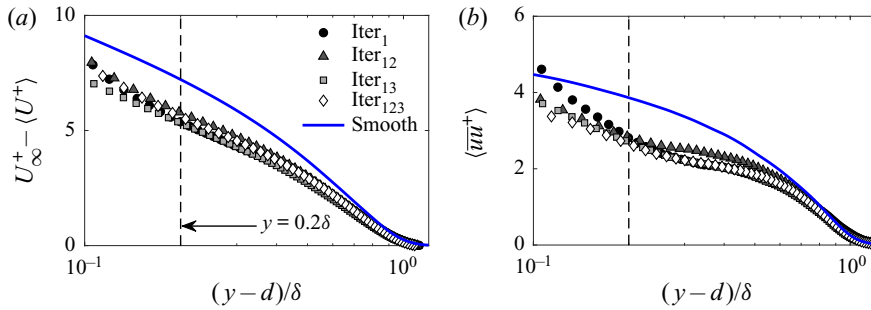 (a)
10
5
0
U⁺∞ – ⟨U⁺⟩
Iter₁
Iter₁₂
Iter₁₃
Iter₁₂₃
Smooth
y = 0.2δ
10⁻¹
10⁰
(y – d)/δ
(b)
6
4
2
0
⟨u̅u̅⁺⟩
10⁻¹
10⁰
(y – d)/δ